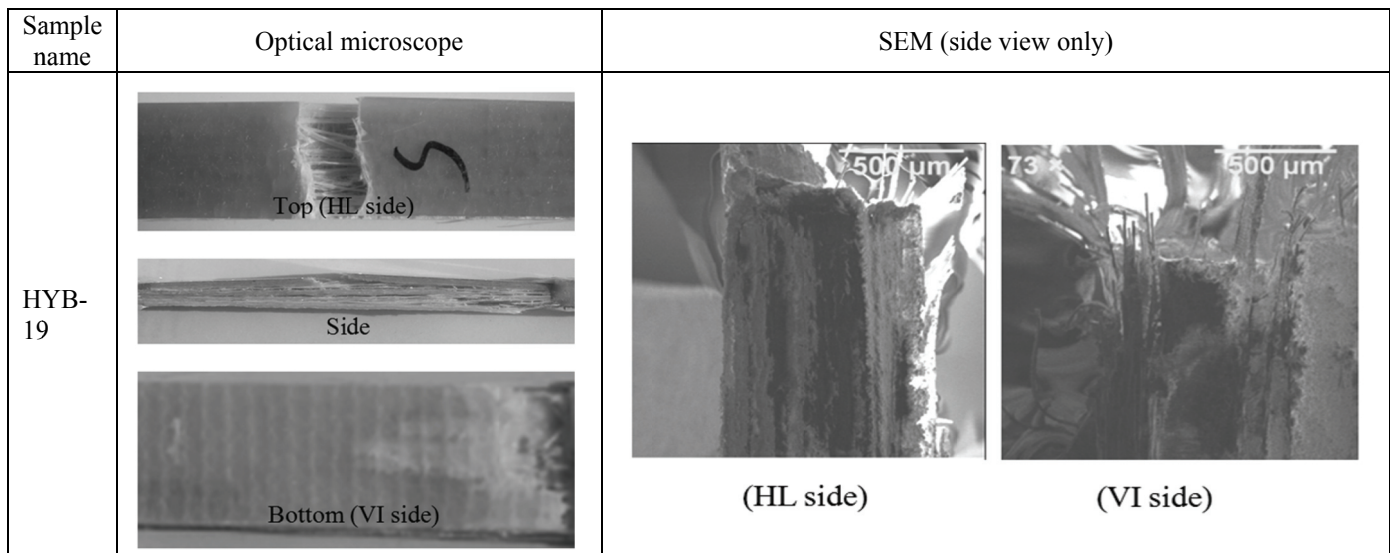 Sample name
Optical microscope
SEM (side view only)
HYB-19
Top (HL side)
Side
Bottom (VI side)
500 µm
73 ×
500 µm
(HL side)
(VI side)